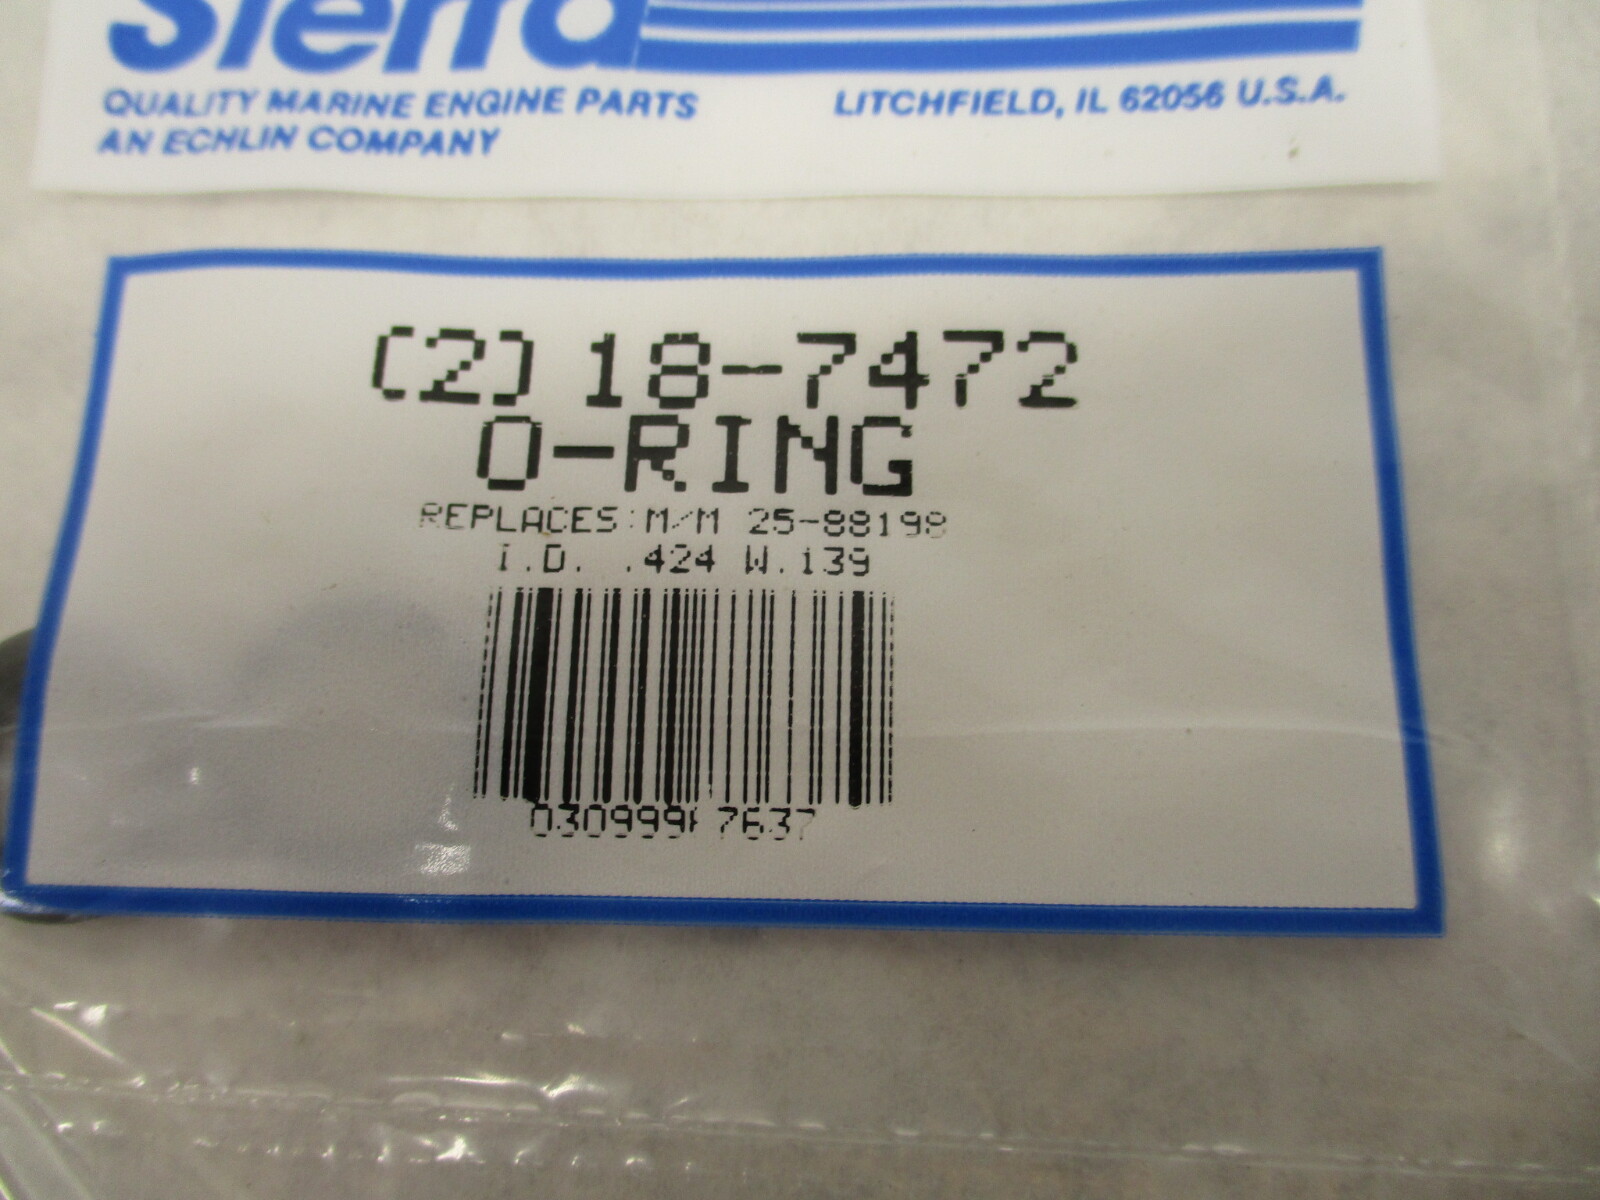 Sierra
QUALITY MARINE ENGINE PARTS
AN ECHLIN COMPANY
LITCHFIELD, IL 62056 U.S.A.
(2) 18-7472
O-RING
REPLACES: M/M 25-88198
I.D. .424 W.139